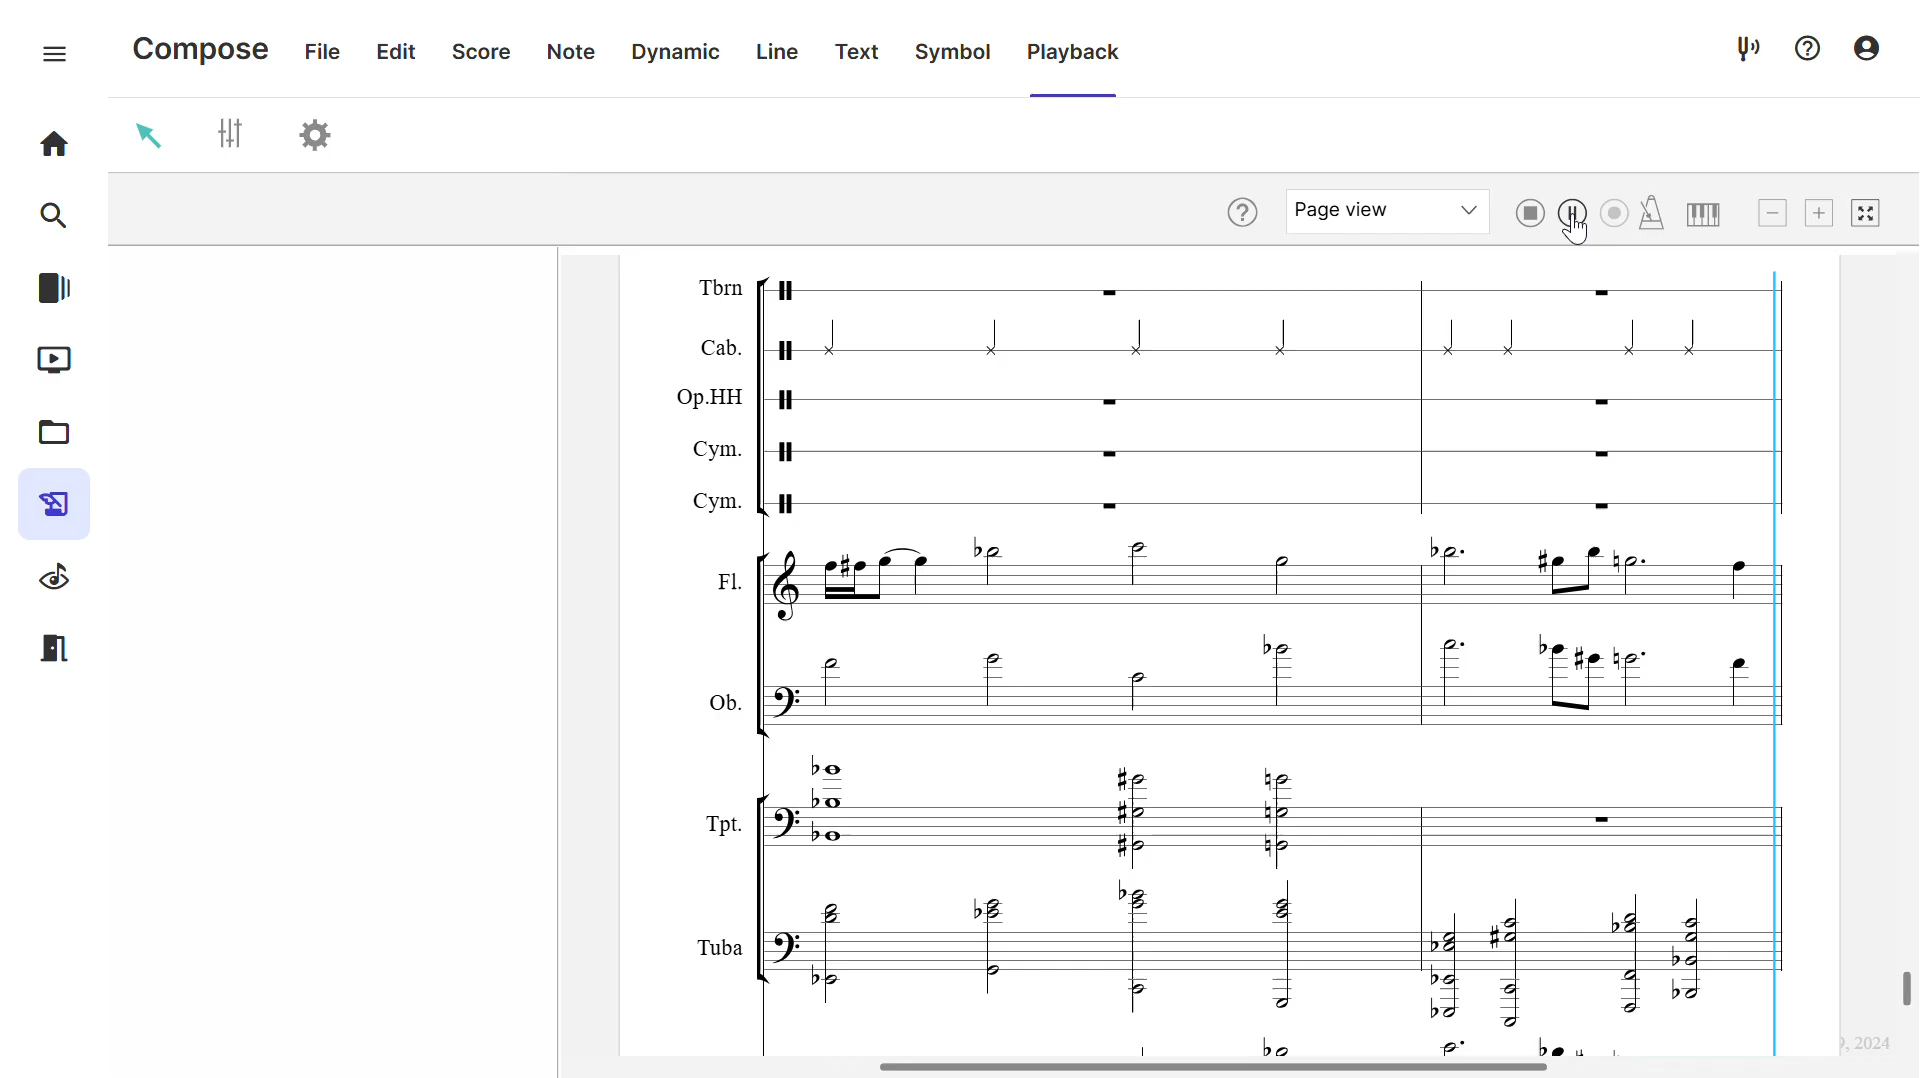 Compose File Edit Score Note Dynamic Line Text Symbol Playback
Page view
Tbrn
Cab.
Op.HH
Cym.
Cym.
Fl.
Ob.
Tpt.
Tuba
, 2024